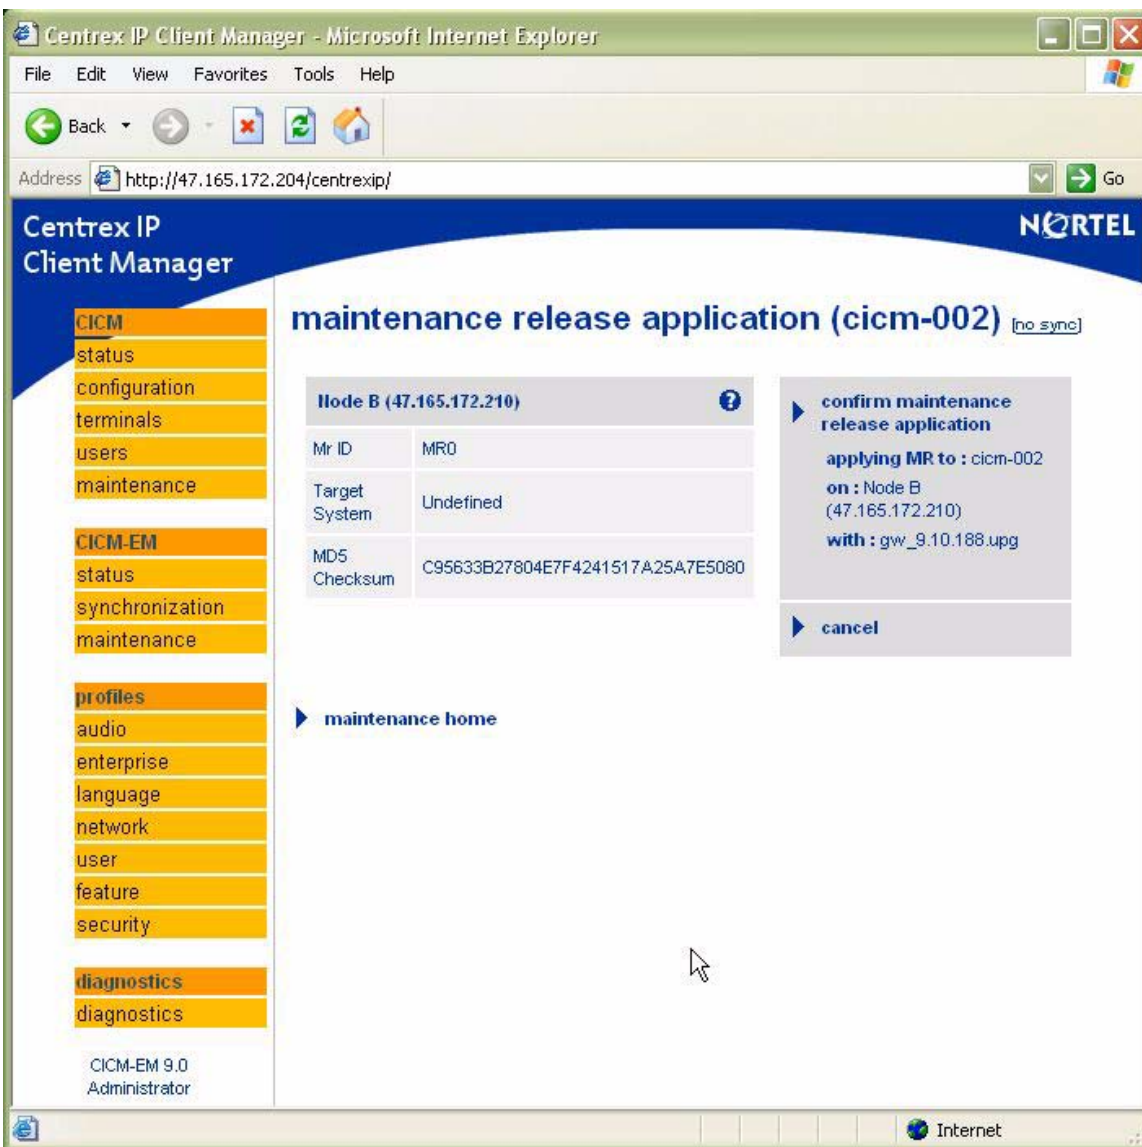 Centrex IP Client Manager - Microsoft Internet Explorer
File Edit View Favorites Tools Help
Back
Address http://47.165.172.204/centrexip/ Go
Centrex IP
Client Manager
NORTEL
CICM
status
configuration
terminals
users
maintenance
CICM-EM
status
synchronization
maintenance
profiles
audio
enterprise
language
network
user
feature
security
diagnostics
diagnostics
CICM-EM 9.0
Administrator
maintenance release application (cicm-002) [no sync]
Node B (47.165.172.210) ?
Mr ID MR0
Target
System
Undefined
MD5
Checksum
C95633B27804E7F4241517A25A7E5080
confirm maintenance
release application
applying MR to : cicm-002
on : Node B
(47.165.172.210)
with : gw_9.10.188.upg
cancel
maintenance home
Internet